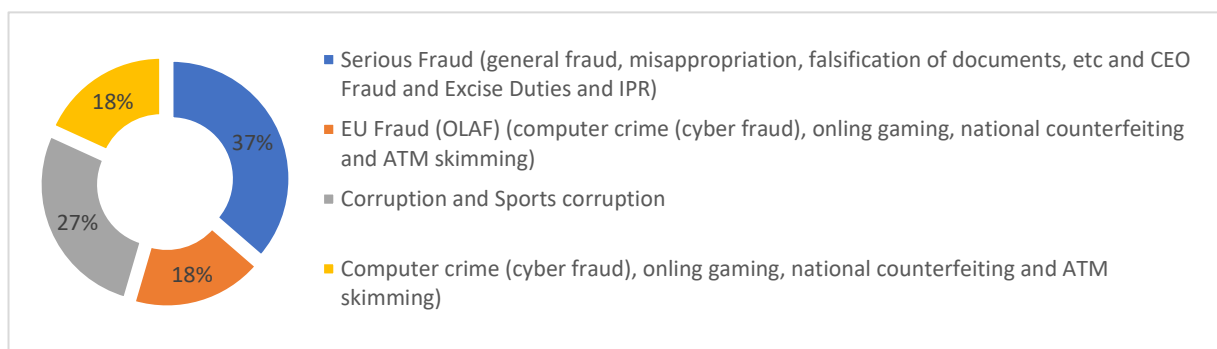 18%
37%
27%
18%
Serious Fraud (general fraud, misappropriation, falsification of documents, etc and CEO
Fraud and Excise Duties and IPR)
EU Fraud (OLAF) (computer crime (cyber fraud), onling gaming, national counterfeiting
and ATM skimming)
Corruption and Sports corruption
Computer crime (cyber fraud), onling gaming, national counterfeiting and ATM
skimming)